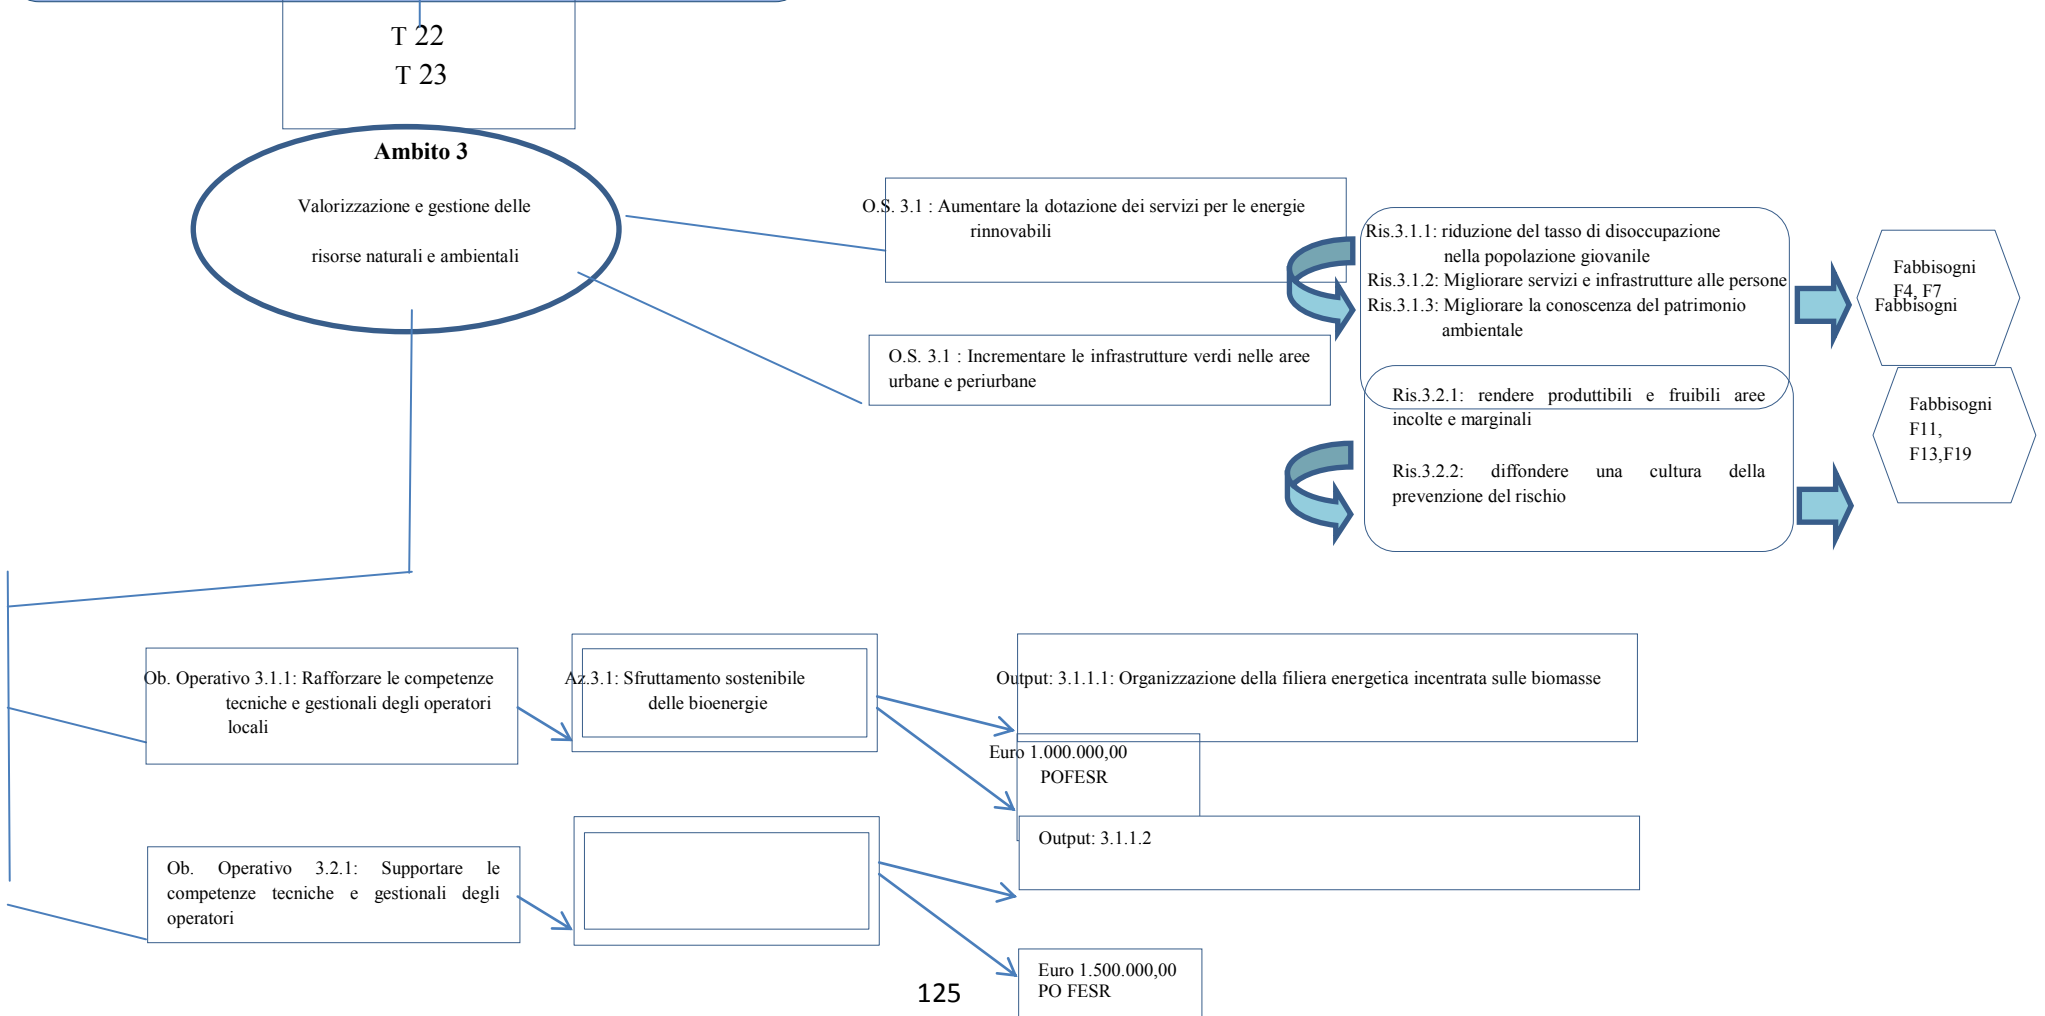 T 22
T 23
Ambito 3
Valorizzazione e gestione delle
risorse naturali e ambientali
O.S. 3.1 : Aumentare la dotazione dei servizi per le energie
rinnovabili
O.S. 3.1 : Incrementare le infrastrutture verdi nelle aree
urbane e periurbane
Ris.3.1.1: riduzione del tasso di disoccupazione
nella popolazione giovanile
Ris.3.1.2: Migliorare servizi e infrastrutture alle persone
Ris.3.1.3: Migliorare la conoscenza del patrimonio
ambientale
Fabbisogni
F4, F7
Fabbisogni
Ris.3.2.1: rendere produttibili e fruibili aree
incolte e marginali
Ris.3.2.2: diffondere una cultura della
prevenzione del rischio
Fabbisogni
F11,
F13,F19
Ob. Operativo 3.1.1: Rafforzare le competenze
tecniche e gestionali degli operatori
locali
Az.3.1: Sfruttamento sostenibile
delle bioenergie
Output: 3.1.1.1: Organizzazione della filiera energetica incentrata sulle biomasse
Euro 1.000.000,00
POFESR
Ob. Operativo 3.2.1: Supportare le
competenze tecniche e gestionali degli
operatori
Output: 3.1.1.2
Euro 1.500.000,00
PO FESR
125